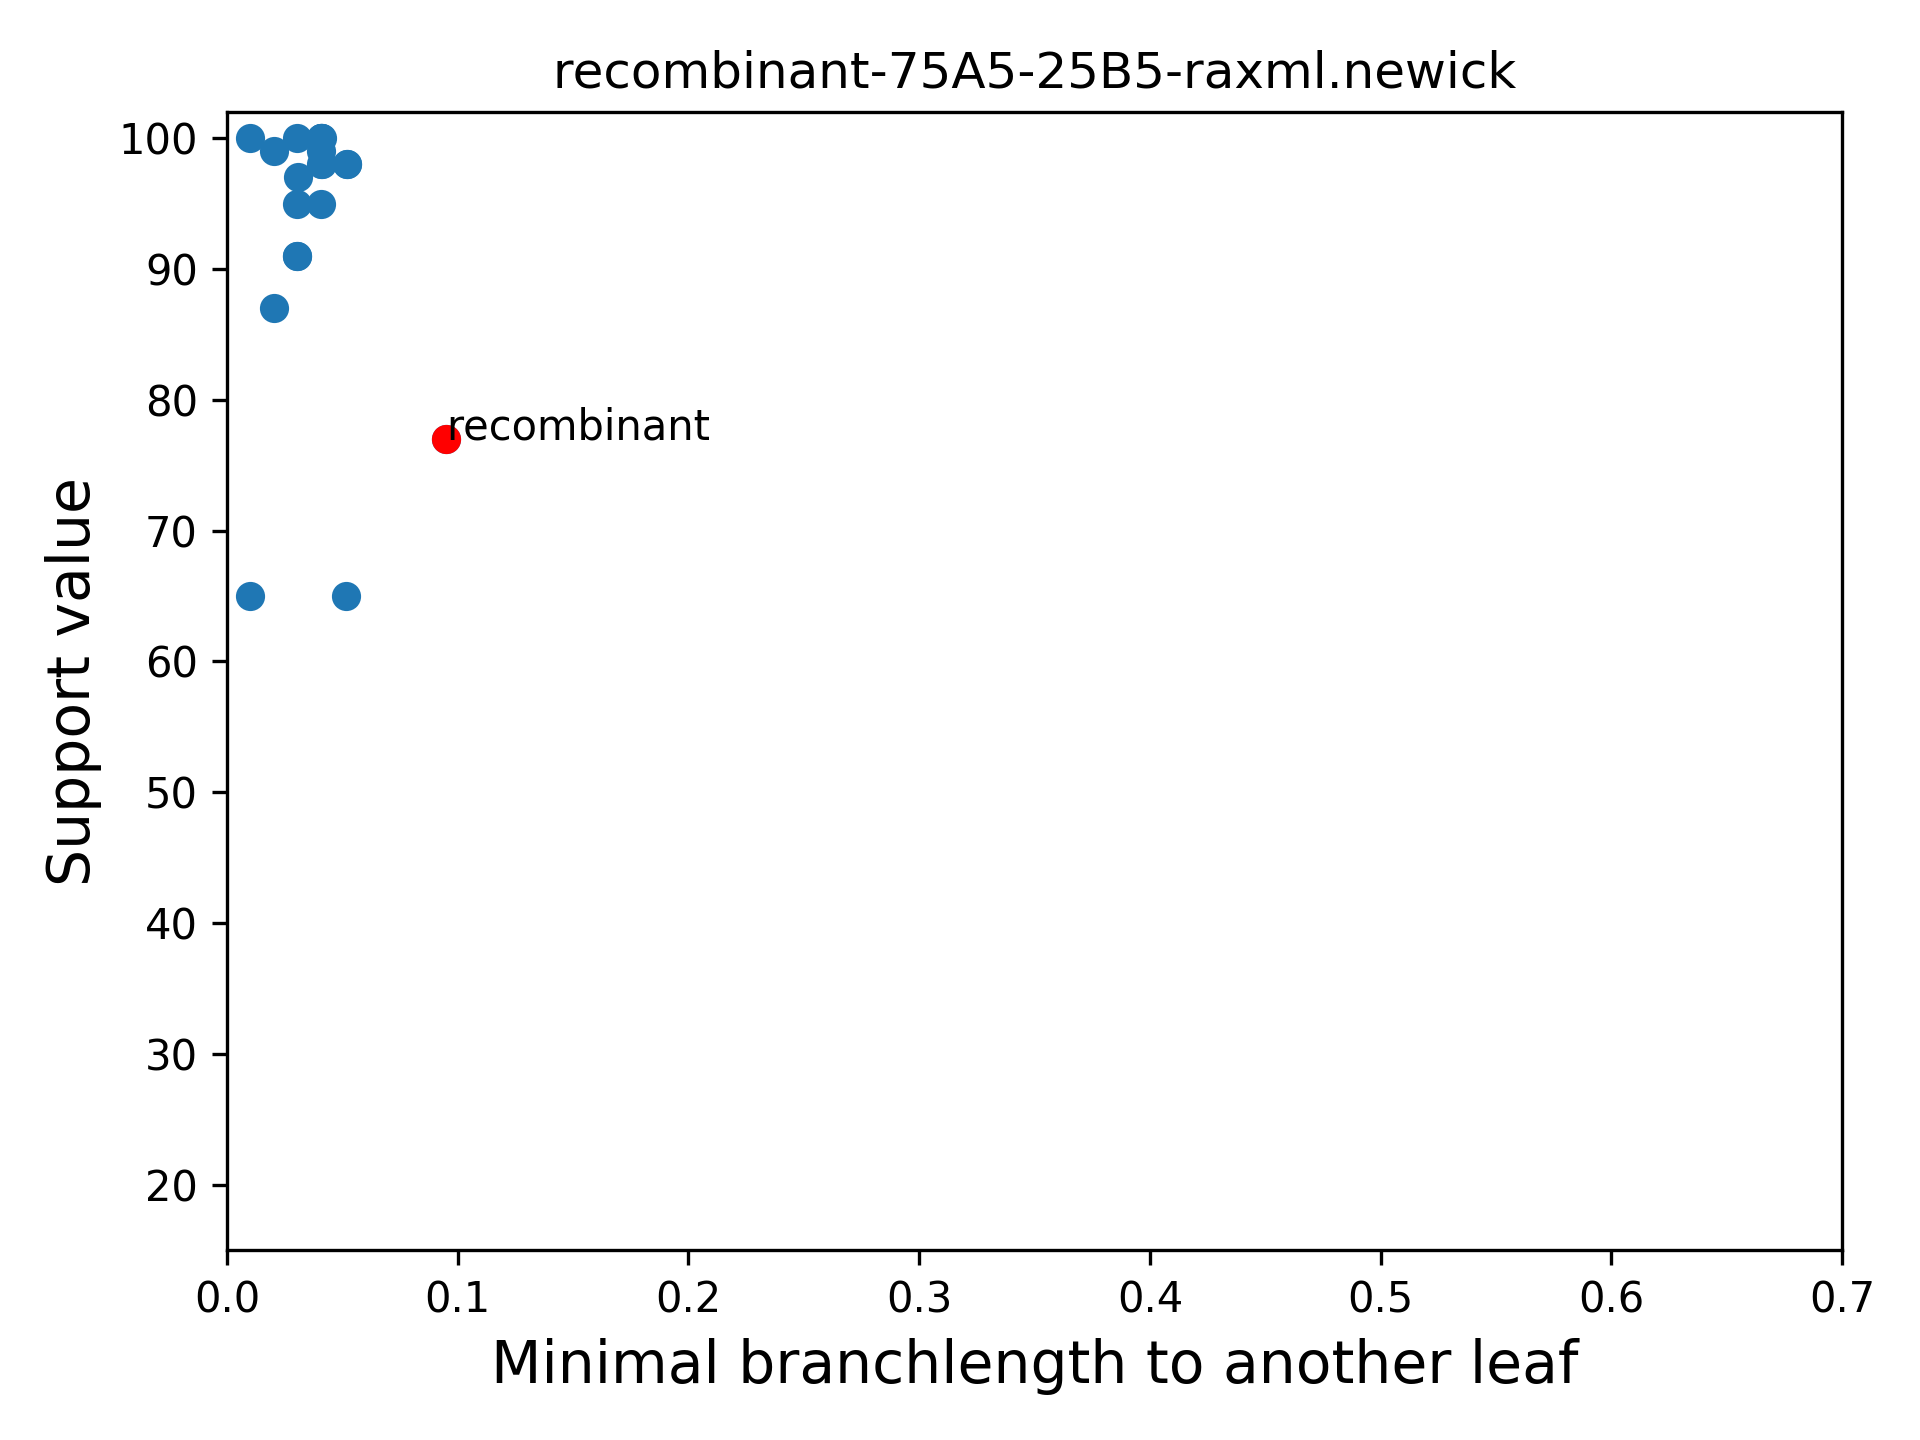 recombinant-75A5-25B5-raxml.newick
100
90
80
70
60
50
40
30
20
Support value
recombinant
0.0 0.1 0.2 0.3 0.4 0.5 0.6 0.7
Minimal branchlength to another leaf